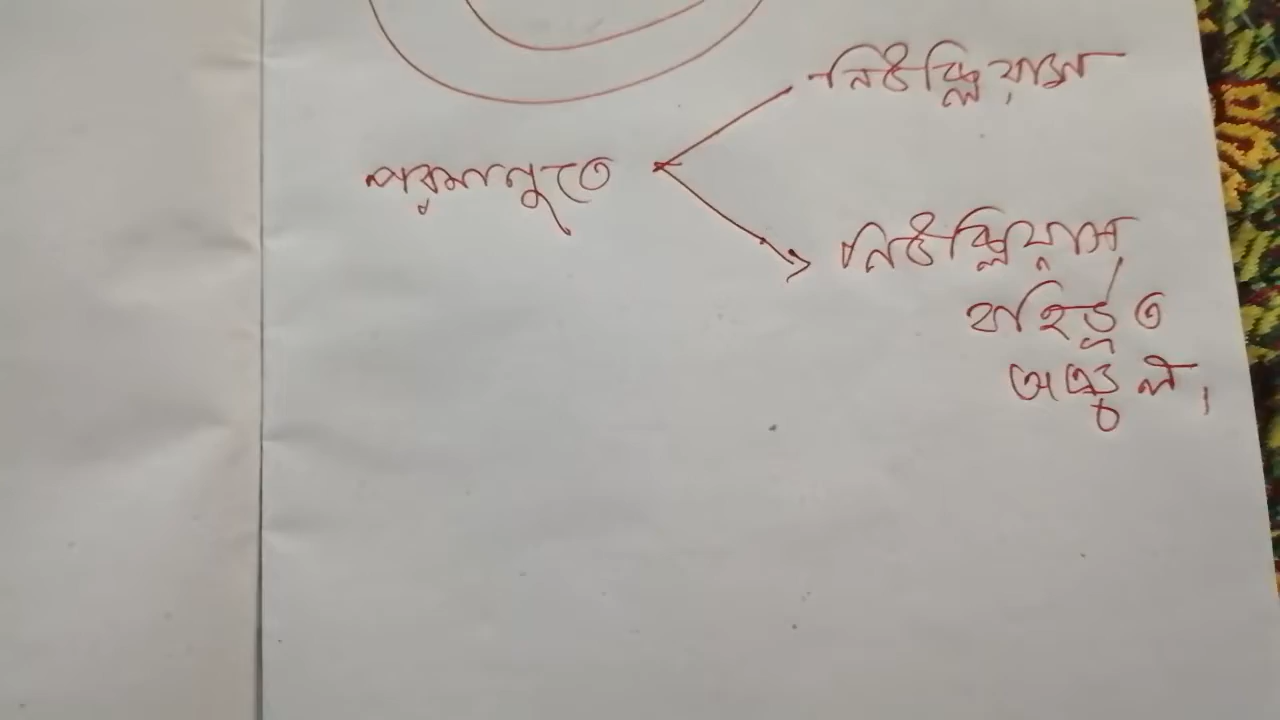 নিউক্লিয়াস
পরমানুতে
নিউক্লিয়াস
বহির্ভূত
অঞ্চল।